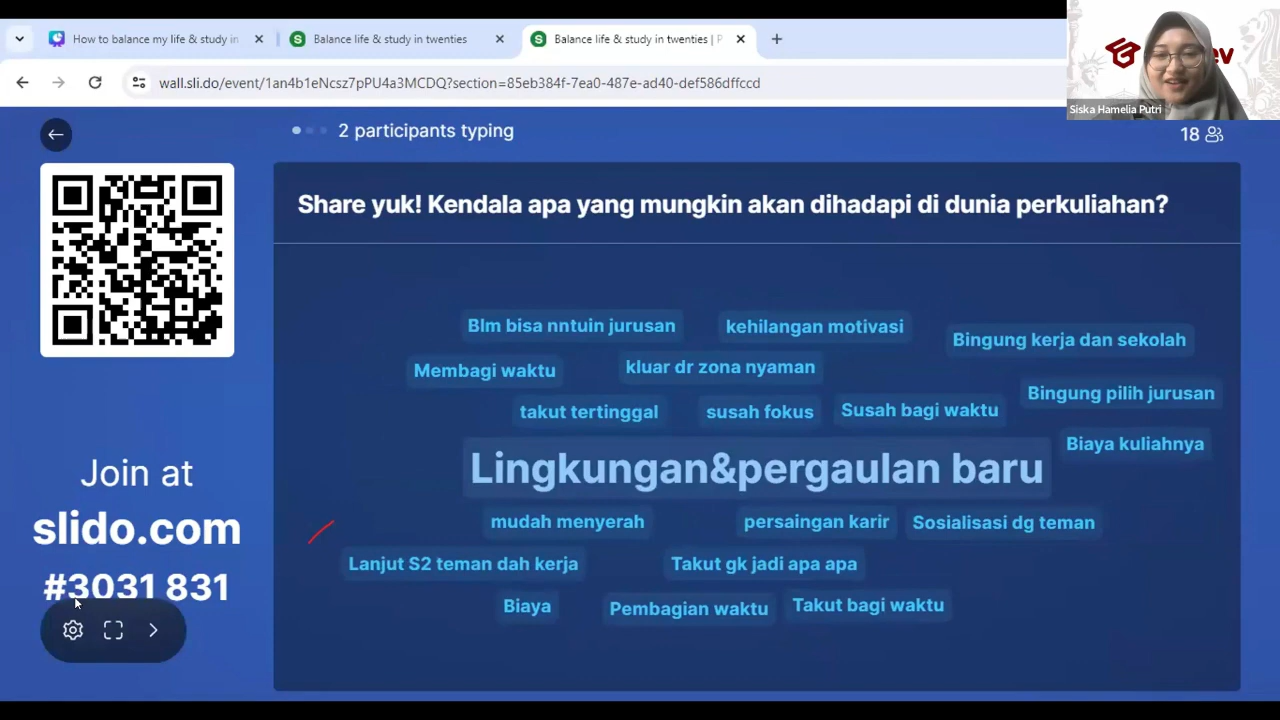 How to balance my life & study in
Balance life & study in twenties
Balance life & study in twenties | P
wall.sli.do/event/1an4b1eNcsz7pPU4a3MCDQ?section=85eb384f-7ea0-487e-ad40-def586dffccd
ev
Siska Hamelia Putri
2 participants typing
18
Share yuk! Kendala apa yang mungkin akan dihadapi di dunia perkuliahan?
Blm bisa nntuin jurusan
kehilangan motivasi
Bingung kerja dan sekolah
Membagi waktu
kluar dr zona nyaman
Bingung pilih jurusan
takut tertinggal
susah fokus
Susah bagi waktu
Biaya kuliahnya
Lingkungan&pergaulan baru
mudah menyerah
persaingan karir
Sosialisasi dg teman
Lanjut S2 teman dah kerja
Takut gk jadi apa apa
Biaya
Pembagian waktu
Takut bagi waktu
Join at
slido.com
#3031 831